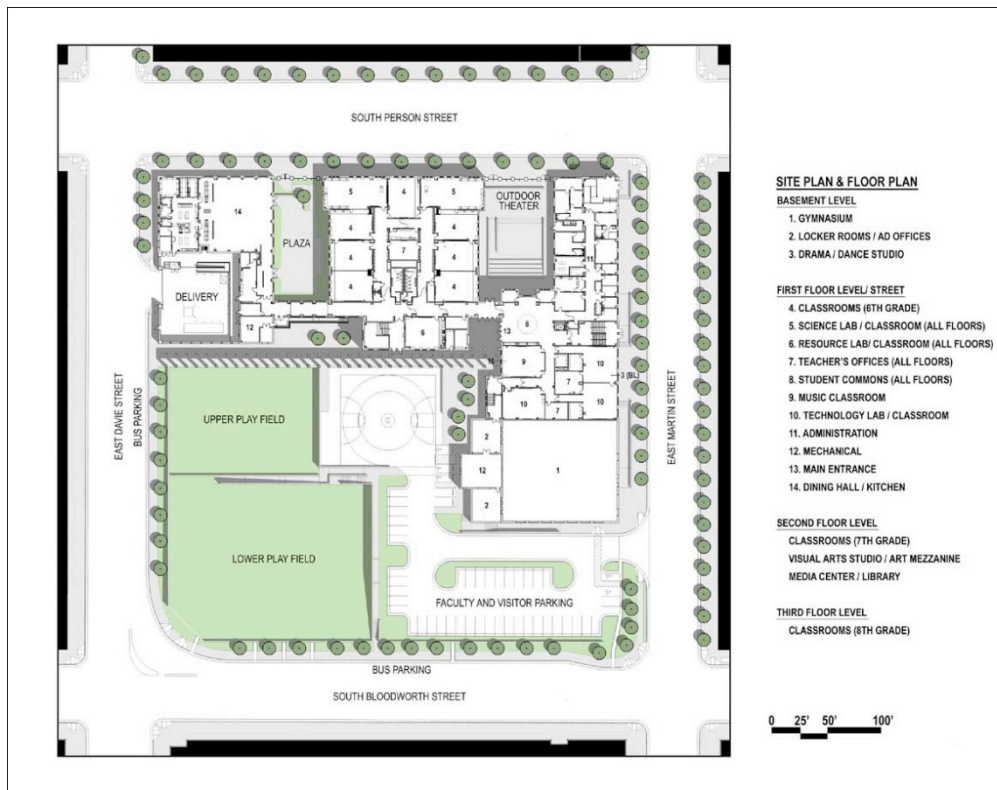 SOUTH PERSON STREET
5
4
5
OUTDOOR
THEATER
14
4
4
PLAZA
7
11
4
4
4
4
DELIVERY
12
6
13
8
9
10
7
3 (BL)
10
7
10
UPPER PLAY FIELD
EAST DAVIE STREET
BUS PARKING
EAST MARTIN STREET
2
12
1
2
LOWER PLAY FIELD
FACULTY AND VISITOR PARKING
BUS PARKING
SOUTH BLOODWORTH STREET
SITE PLAN & FLOOR PLAN
BASEMENT LEVEL
1. GYMNASIUM
2. LOCKER ROOMS / AD OFFICES
3. DRAMA / DANCE STUDIO
FIRST FLOOR LEVEL/ STREET
4. CLASSROOMS (6TH GRADE)
5. SCIENCE LAB / CLASSROOM (ALL FLOORS)
6. RESOURCE LAB/ CLASSROOM (ALL FLOORS)
7. TEACHER'S OFFICES (ALL FLOORS)
8. STUDENT COMMONS (ALL FLOORS)
9. MUSIC CLASSROOM
10. TECHNOLOGY LAB / CLASSROOM
11. ADMINISTRATION
12. MECHANICAL
13. MAIN ENTRANCE
14. DINING HALL / KITCHEN
SECOND FLOOR LEVEL
CLASSROOMS (7TH GRADE)
VISUAL ARTS STUDIO / ART MEZZANINE
MEDIA CENTER / LIBRARY
THIRD FLOOR LEVEL
CLASSROOMS (8TH GRADE)
0 25' 50' 100'